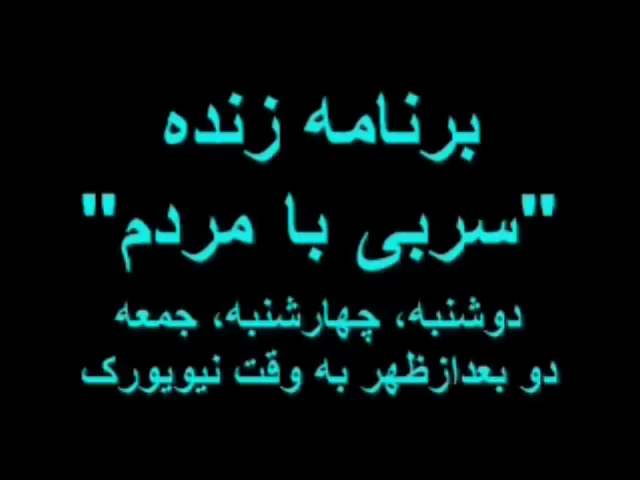 برنامه زنده
"سربی با مردم"
دوشنبه، چهارشنبه، جمعه
دو بعدازظهر به وقت نیویورک